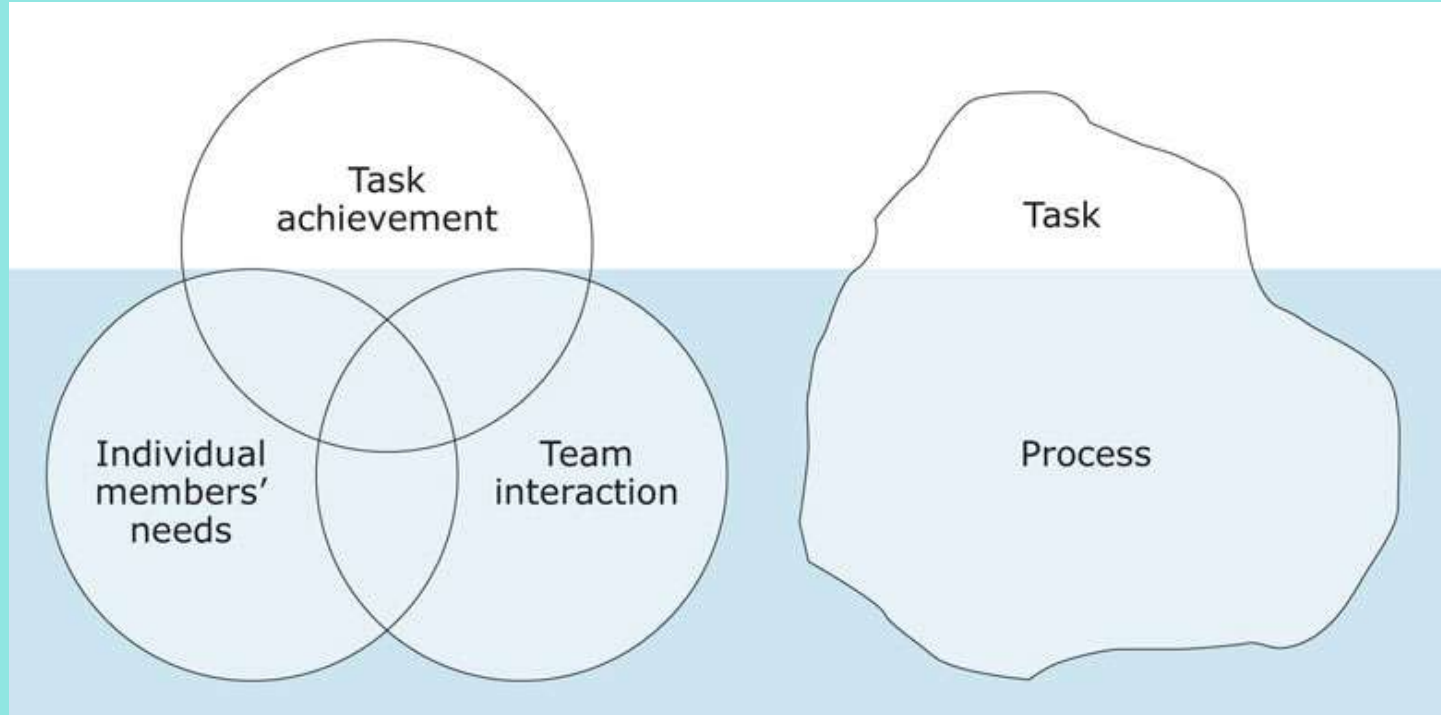 Task
achievement
Individual
members’
needs
Team
interaction
Task
Process